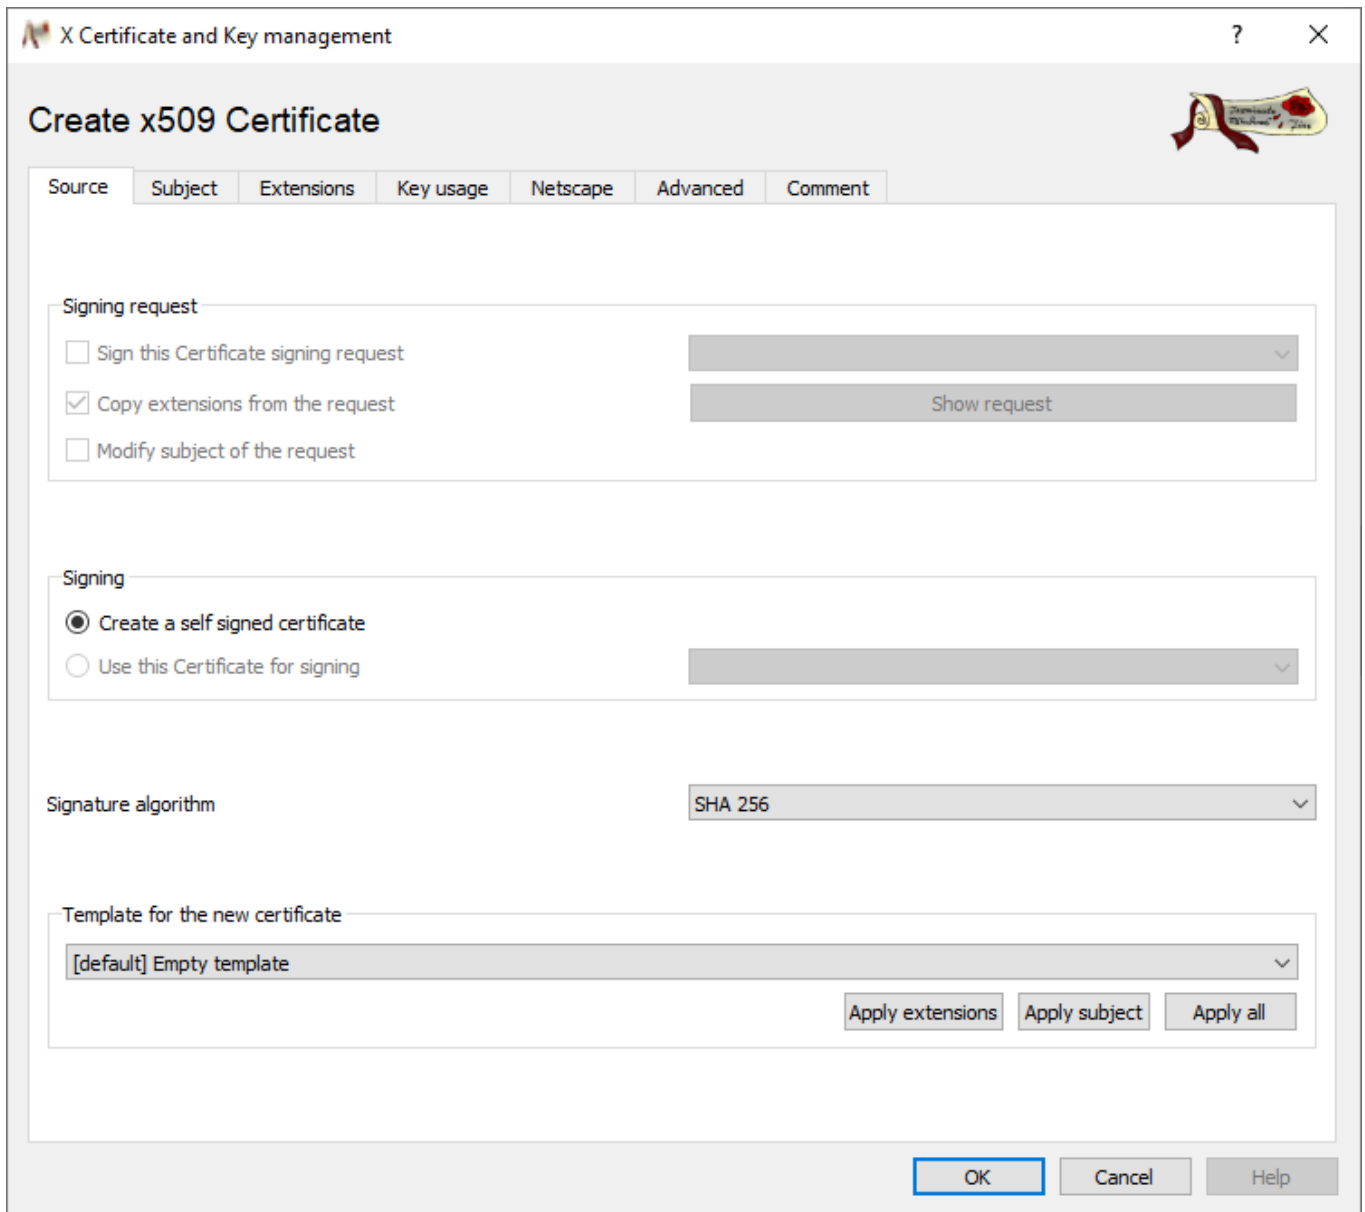 X Certificate and Key management
?
Create x509 Certificate
Source Subject Extensions Key usage Netscape Advanced Comment
Signing request
Sign this Certificate signing request
Copy extensions from the request Show request
Modify subject of the request
Signing
Create a self signed certificate
Use this Certificate for signing
Signature algorithm SHA 256
Template for the new certificate
[default] Empty template
Apply extensions Apply subject Apply all
OK Cancel Help